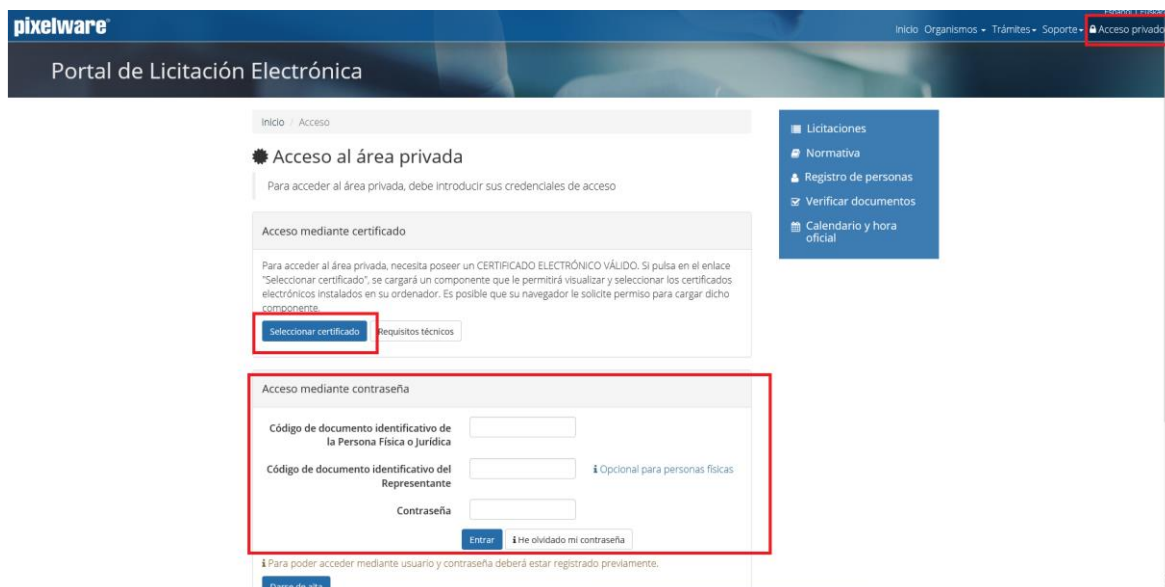 Español | Euskara
pixelware
Inicio Organismos Trámites Soporte Acceso privado
Portal de Licitación Electrónica
Inicio / Acceso
Acceso al área privada
Para acceder al área privada, debe introducir sus credenciales de acceso
Acceso mediante certificado
Para acceder al área privada, necesita poseer un CERTIFICADO ELECTRÓNICO VÁLIDO. Si pulsa en el enlace
"Seleccionar certificado", se cargará un componente que le permitirá visualizar y seleccionar los certificados
electrónicos instalados en su ordenador. Es posible que su navegador le solicite permiso para cargar dicho
componente.
Seleccionar certificado Requisitos técnicos
Acceso mediante contraseña
Código de documento identificativo de
la Persona Física o Jurídica
Código de documento identificativo del
Representante
Opcional para personas físicas
Contraseña
Entrar He olvidado mi contraseña
Para poder acceder mediante usuario y contraseña deberá estar registrado previamente.
Darse de alta
Licitaciones
Normativa
Registro de personas
Verificar documentos
Calendario y hora
oficial